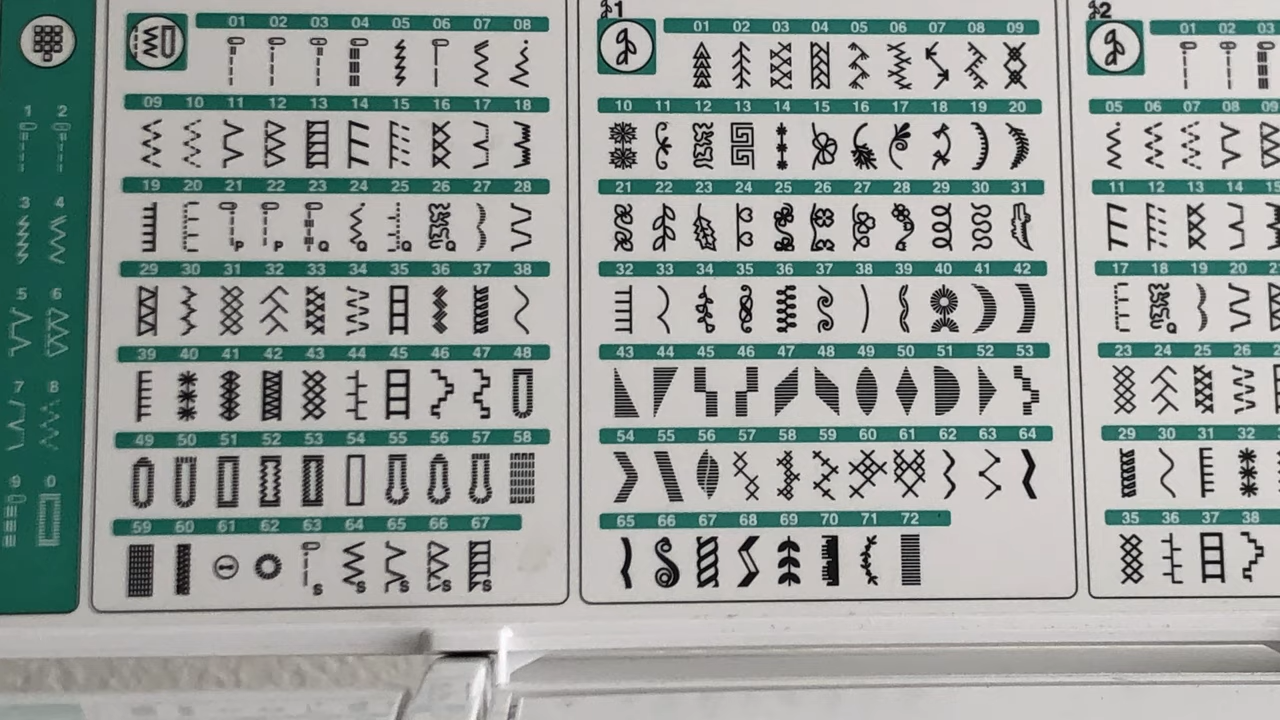 1 2
3 4
5 6
7 8
9 0
01 02 03 04 05 06 07 08
09 10 11 12 13 14 15 16 17 18
19 20 21 22 23 24 25 26 27 28
P P Q Q Q Q
29 30 31 32 33 34 35 36 37 38
39 40 41 42 43 44 45 46 47 48
49 50 51 52 53 54 55 56 57 58
59 60 61 62 63 64 65 66 67
S S S S S
1
01 02 03 04 05 06 07 08 09
10 11 12 13 14 15 16 17 18 19 20
21 22 23 24 25 26 27 28 29 30 31
32 33 34 35 36 37 38 39 40 41 42
43 44 45 46 47 48 49 50 51 52 53
54 55 56 57 58 59 60 61 62 63 64
65 66 67 68 69 70 71 72
2
01 02 03
05 06 07 08 09
11 12 13 14 15
17 18 19 20
Q
23 24 25 26
29 30 31 32
35 36 37 38